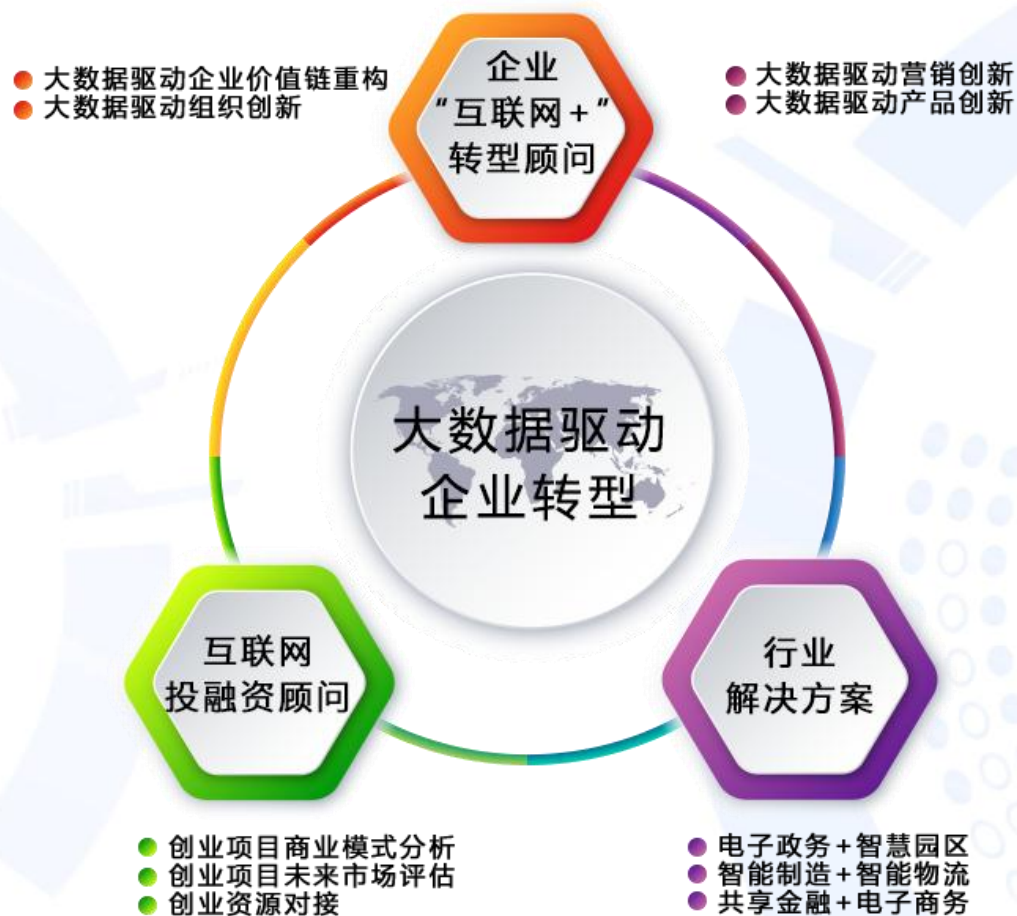 企业
“互联网+”
转型顾问
大数据驱动企业价值链重构
大数据驱动组织创新
大数据驱动营销创新
大数据驱动产品创新
大数据驱动
企业转型
互联网
投融资顾问
行业
解决方案
创业项目商业模式分析
创业项目未来市场评估
创业资源对接
电子政务+智慧园区
智能制造+智能物流
共享金融+电子商务